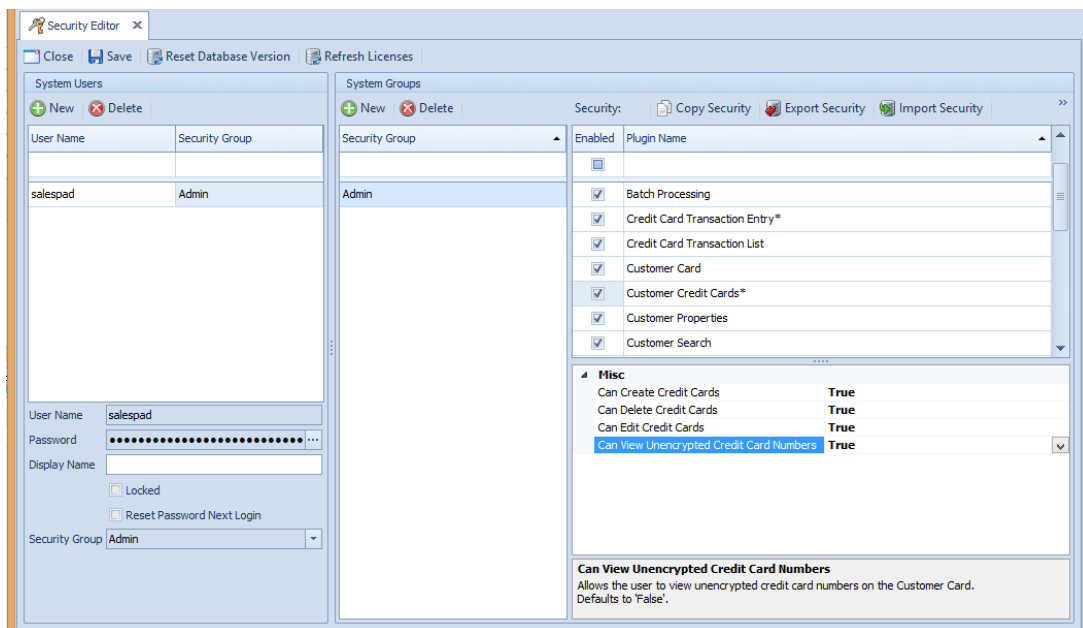 Security Editor
Close Save Reset Database Version Refresh Licenses
System Users
New Delete
User Name Security Group
salespad Admin
User Name salespad
Password ••••••••••••••••••••••••••• ...
Display Name
Locked
Reset Password Next Login
Security Group Admin
System Groups
New Delete Security: Copy Security Export Security Import Security
Security Group
Admin
Enabled Plugin Name
Batch Processing
Credit Card Transaction Entry*
Credit Card Transaction List
Customer Card
Customer Credit Cards*
Customer Properties
Customer Search
Misc
Can Create Credit Cards True
Can Delete Credit Cards True
Can Edit Credit Cards True
Can View Unencrypted Credit Card Numbers True
Can View Unencrypted Credit Card Numbers
Allows the user to view unencrypted credit card numbers on the Customer Card.
Defaults to 'False'.